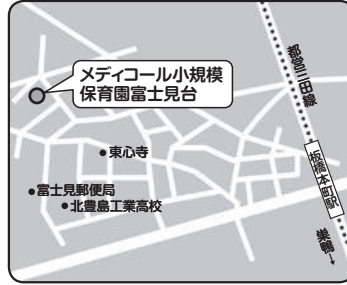 メディコール小規模
保育園富士見台
都営三田線
東心寺
板橋本町駅
富士見郵便局
北豊島工業高校
巣鴨→